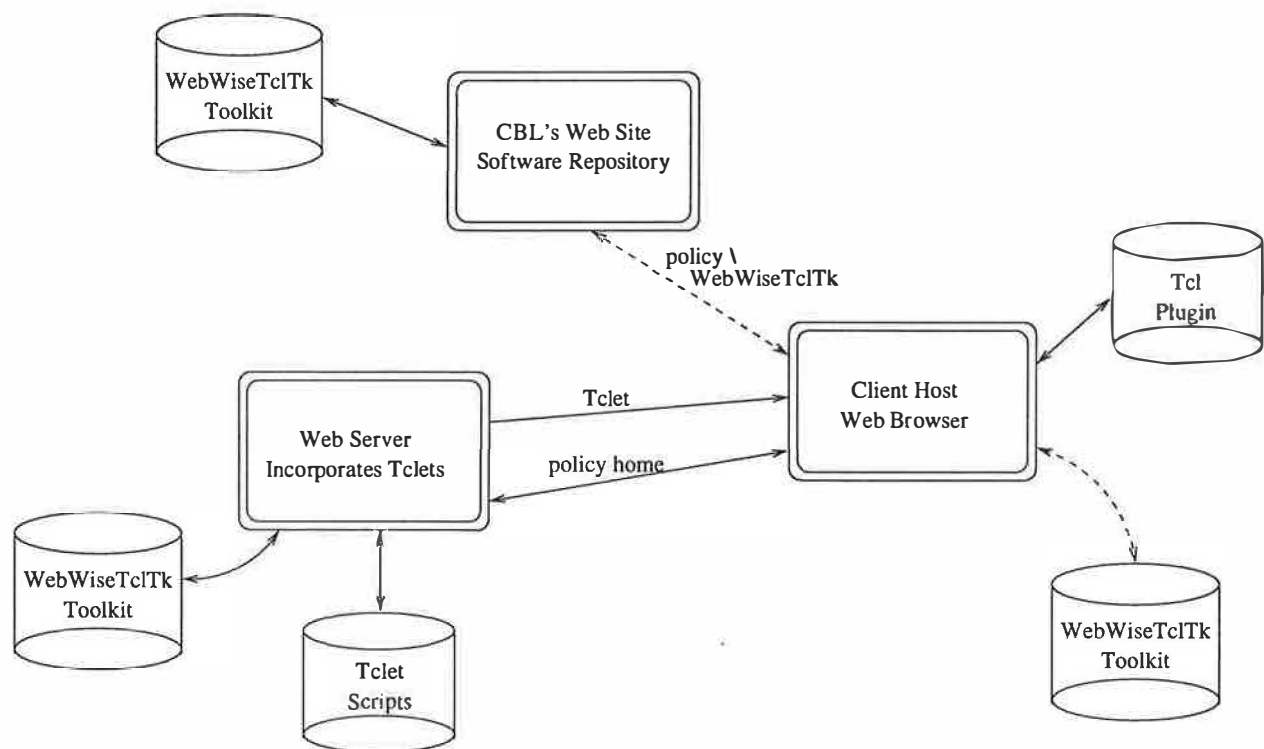 WebWiseTclTk
Toolkit
CBL's Web Site
Software Repository
policy \
WebWiseTclTk
Tcl
Plugin
Client Host
Web Browser
Tclet
Web Server
Incorporates Tclets
policy home
WebWiseTclTk
Toolkit
Tclet
Scripts
WebWiseTclTk
Toolkit